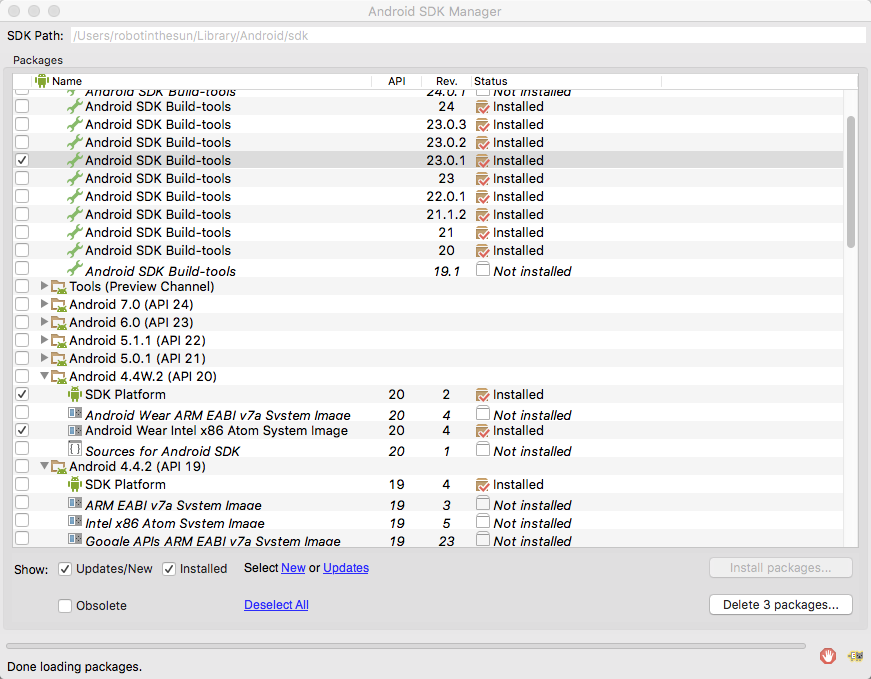 Android SDK Manager
SDK Path: /Users/robotinthesun/Library/Android/sdk
Packages
Name API Rev. Status
Android SDK Build-tools 24.0.1 Not installed
Android SDK Build-tools 24 Installed
Android SDK Build-tools 23.0.3 Installed
Android SDK Build-tools 23.0.2 Installed
Android SDK Build-tools 23.0.1 Installed
Android SDK Build-tools 23 Installed
Android SDK Build-tools 22.0.1 Installed
Android SDK Build-tools 21.1.2 Installed
Android SDK Build-tools 21 Installed
Android SDK Build-tools 20 Installed
Android SDK Build-tools 19.1 Not installed
Tools (Preview Channel)
Android 7.0 (API 24)
Android 6.0 (API 23)
Android 5.1.1 (API 22)
Android 5.0.1 (API 21)
Android 4.4W.2 (API 20)
SDK Platform 20 2 Installed
Android Wear ARM EABI v7a System Image 20 4 Not installed
Android Wear Intel x86 Atom System Image 20 4 Installed
Sources for Android SDK 20 1 Not installed
Android 4.4.2 (API 19)
SDK Platform 19 4 Installed
ARM EABI v7a System Image 19 3 Not installed
Intel x86 Atom System Image 19 5 Not installed
Google APIs ARM EABI v7a System Image 19 23 Not installed
Show: Updates/New Installed Select New or Updates Install packages...
Obsolete Deselect All Delete 3 packages...
Done loading packages.